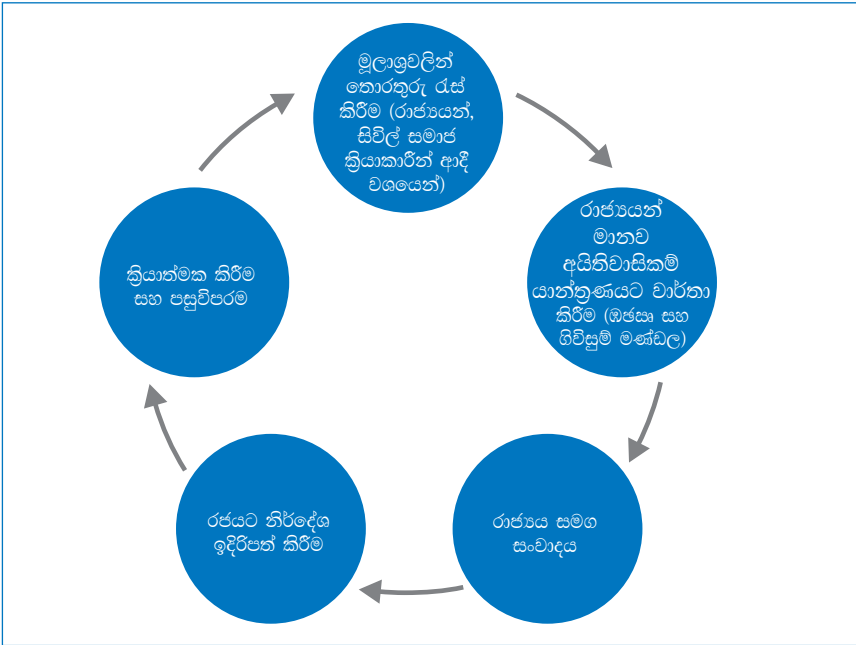 මූලාශ්‍රවලින්
තොරතුරු රැස්
කිරීම (රාජ්‍යයන්,
සිවිල් සමාජ
ක්‍රියාකාරීන් ආදී
වශයෙන්)
රාජ්‍යයන්
මානව
අයිතිවාසිකම්
යාන්ත්‍රණයට වාර්තා
කිරීම (ඹඡඍ සහ
ගිවිසුම් මණ්ඩල)
රාජ්‍යය සමග
සංවාදය
රජයට නිර්දේශ
ඉදිරිපත් කිරීම
ක්‍රියාත්මක කිරීම
සහ පසුවිපරම